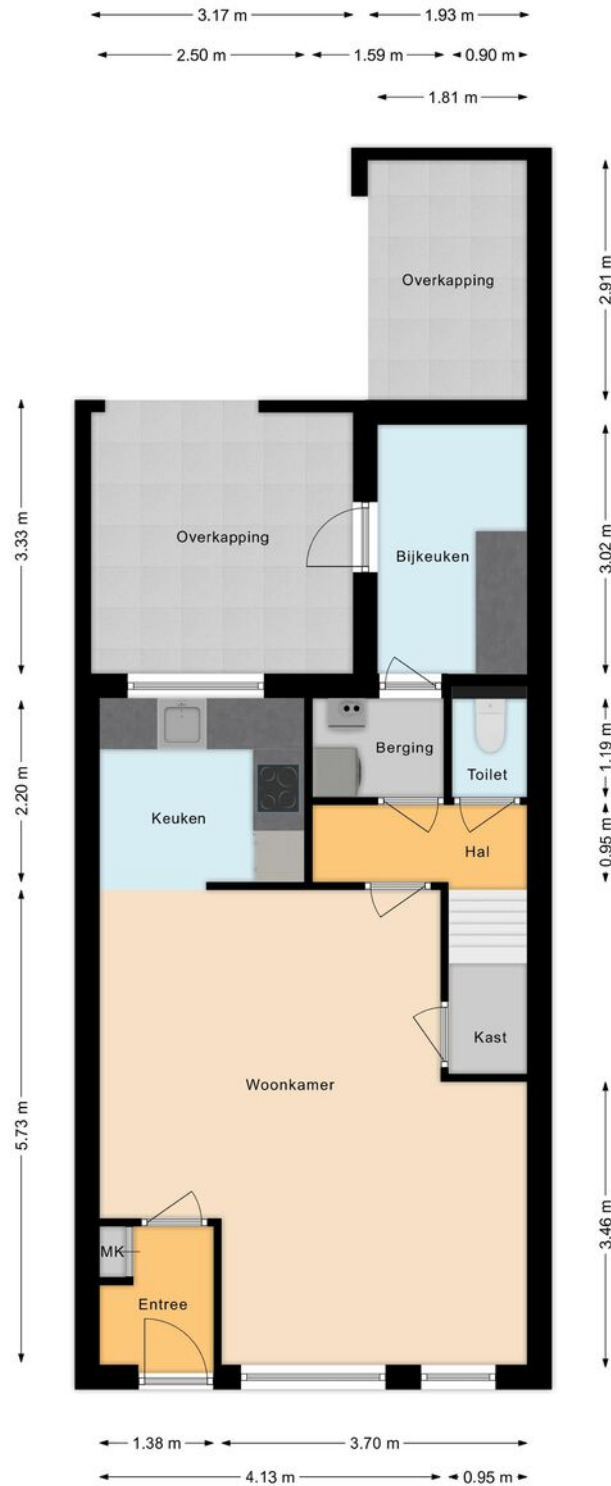 3.17 m
1.93 m
2.50 m
1.59 m
0.90 m
1.81 m
Overkapping
2.91 m
3.33 m
Overkapping
Bijkeuken
3.02 m
2.20 m
Keuken
Berging
Toilet
1.19 m
Hal
0.95 m
Kast
Woonkamer
5.73 m
3.46 m
MK
Entree
1.38 m
3.70 m
4.13 m
0.95 m